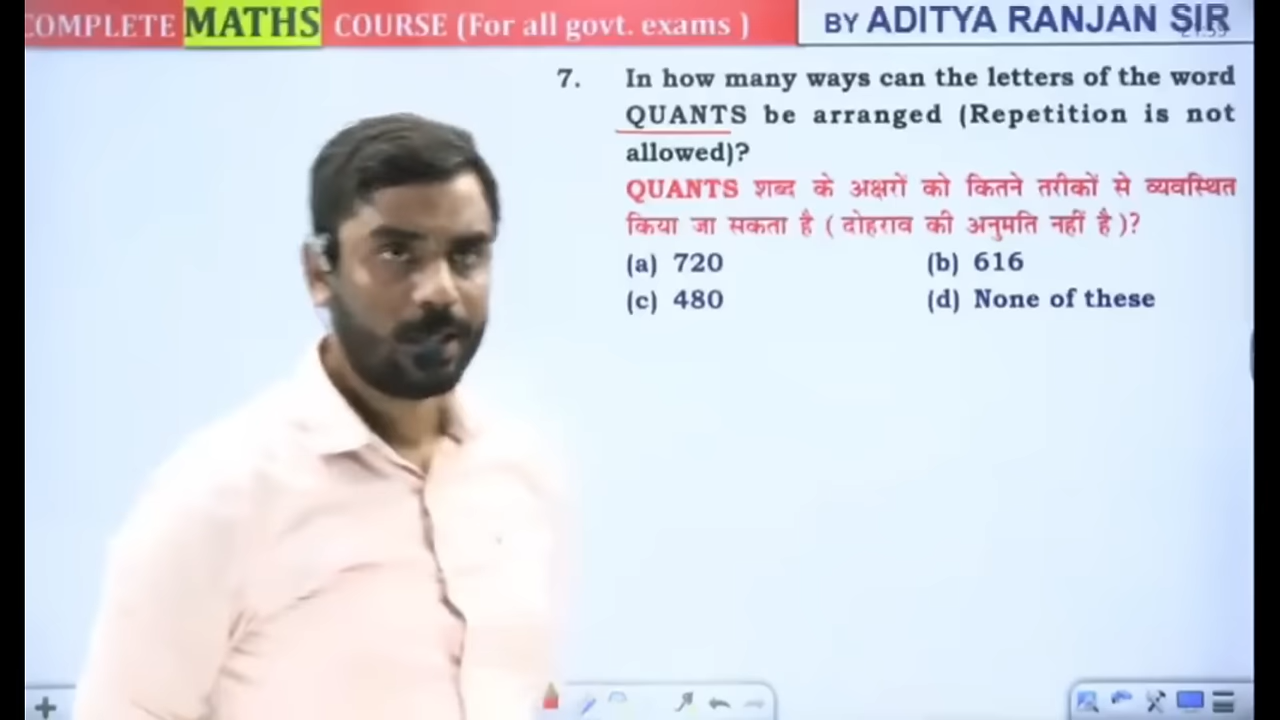 COMPLETE MATHS COURSE (For all govt. exams )
BY ADITYA RANJAN SIR
7. In how many ways can the letters of the word
QUANTS be arranged (Repetition is not
allowed)?
QUANTS शब्द के अक्षरों को कितने तरीकों से व्यवस्थित
किया जा सकता है ( दोहराव की अनुमति नहीं है )?
(a) 720 (b) 616
(c) 480 (d) None of these